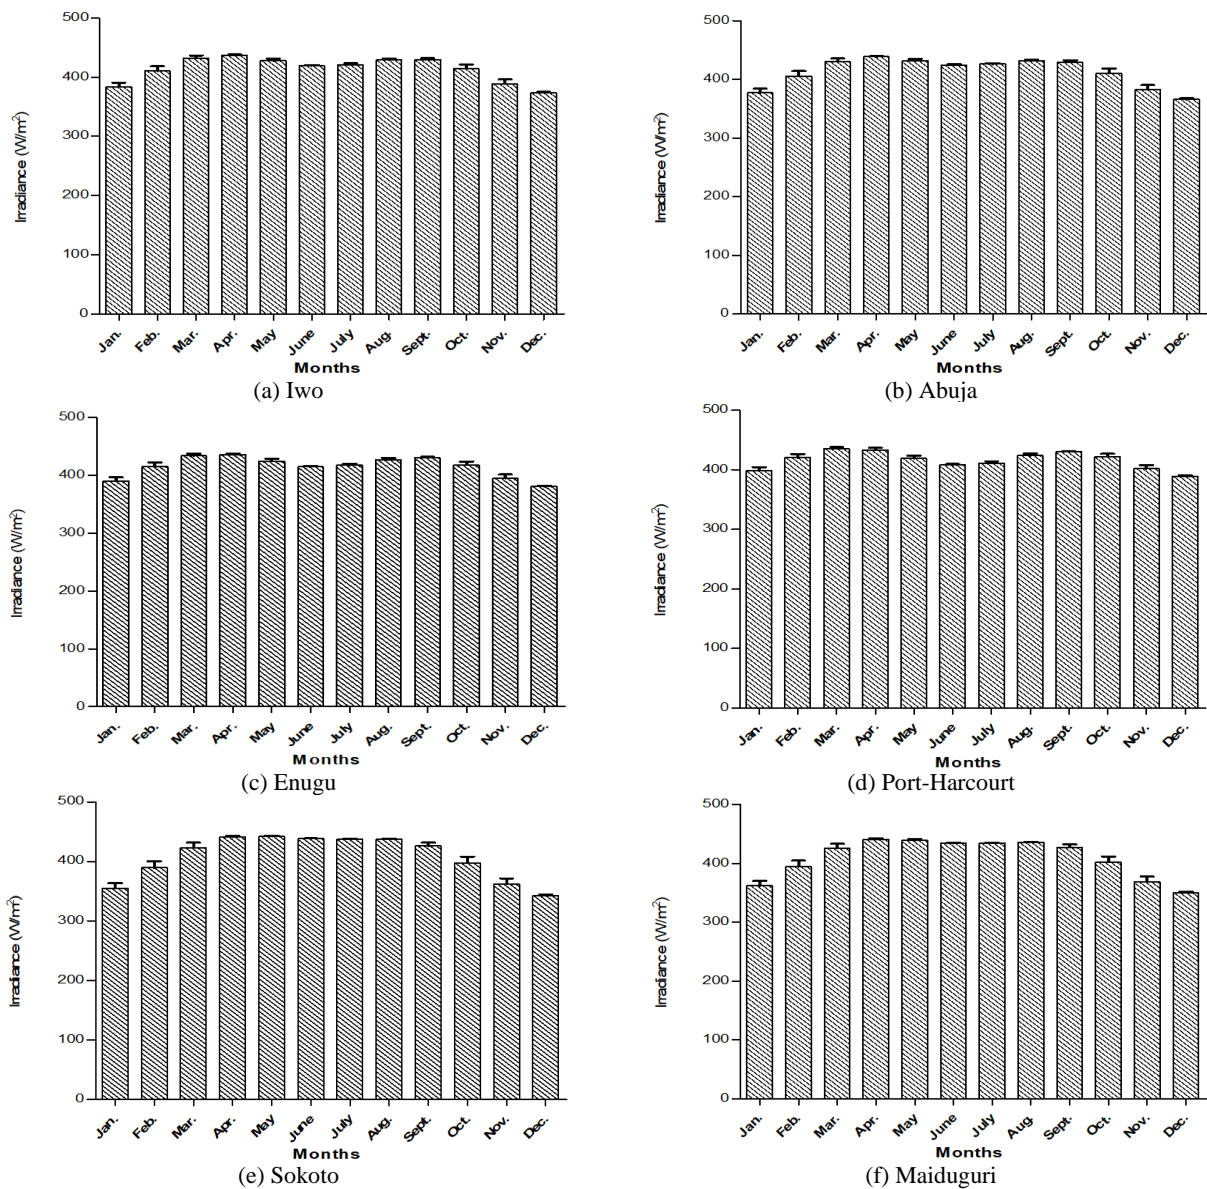 500
400
300
200
100
0
Irradiance (W/m²)
Jan. Feb. Mar. Apr. May June July Aug. Sept. Oct. Nov. Dec.
Months
(a) Iwo
500
400
300
200
100
0
Irradiance (W/m²)
Jan. Feb. Mar. Apr. May June July Aug. Sept. Oct. Nov. Dec.
Months
(b) Abuja
500
400
300
200
100
0
Irradiance (W/m²)
Jan. Feb. Mar. Apr. May June July Aug. Sept. Oct. Nov. Dec.
Months
(c) Enugu
500
400
300
200
100
0
Irradiance (W/m²)
Jan. Feb. Mar. Apr. May June July Aug. Sept. Oct. Nov. Dec.
Months
(d) Port-Harcourt
500
400
300
200
100
0
Irradiance (W/m²)
Jan. Feb. Mar. Apr. May June July Aug. Sept. Oct. Nov. Dec.
Months
(e) Sokoto
500
400
300
200
100
0
Irradiance (W/m²)
Jan. Feb. Mar. Apr. May June July Aug. Sept. Oct. Nov. Dec.
Months
(f) Maiduguri